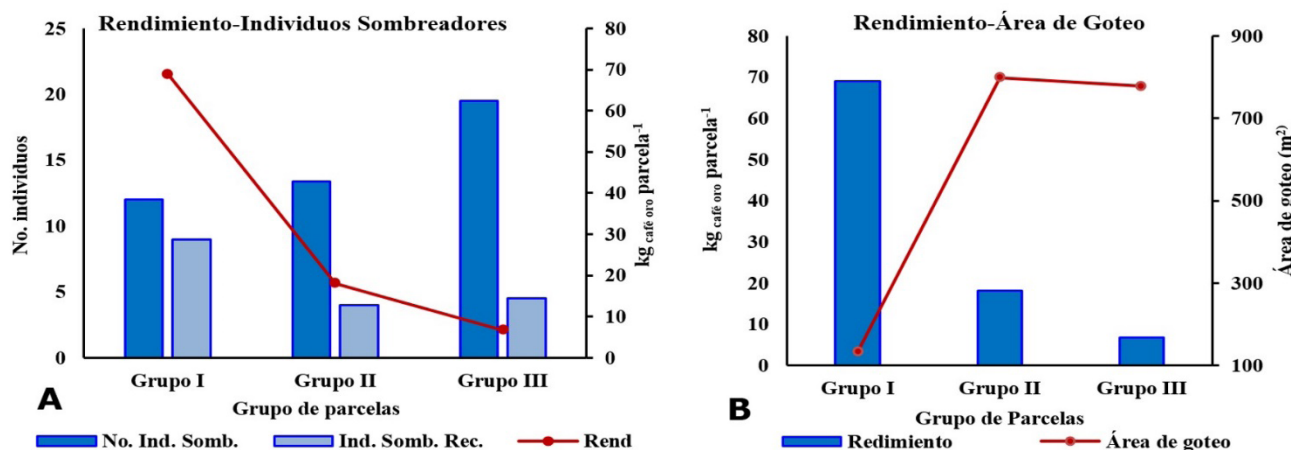 Rendimiento-Individuos Sombreadores
25
20
15
10
5
0
No. individuos
80
70
60
50
40
30
20
10
0
kg café oro parcela-1
Grupo I Grupo II Grupo III
A
Grupo de parcelas
No. Ind. Somb. Ind. Somb. Rec. Rend
Rendimiento-Área de Goteo
80
70
60
50
40
30
20
10
0
kg café oro parcela-1
900
700
500
300
100
Área de goteo (m2)
Grupo I Grupo II Grupo III
B
Grupo de Parcelas
Redimiento Área de goteo